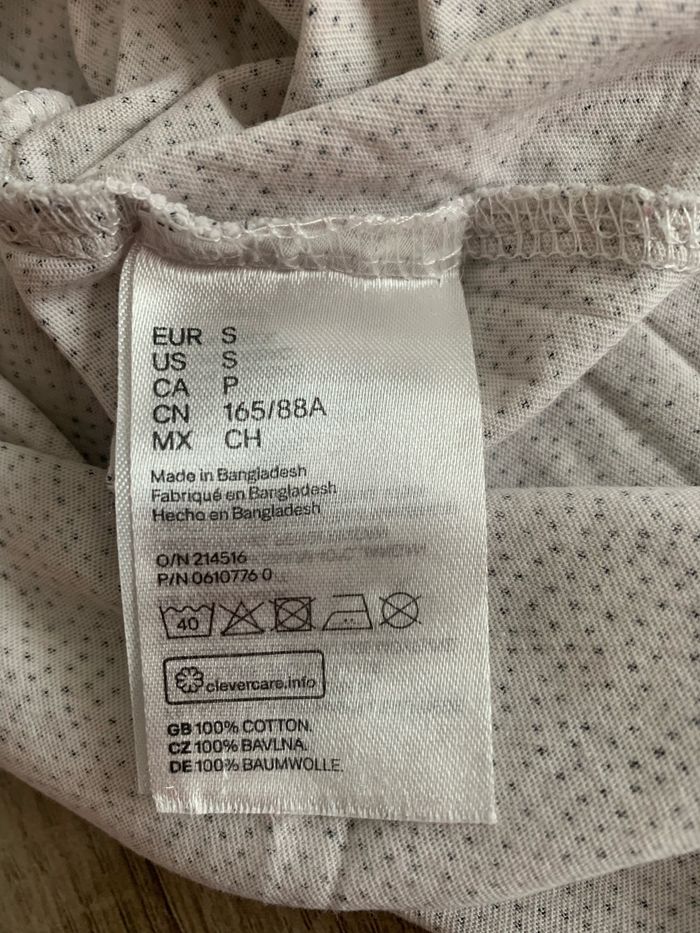 EUR S
US S
CA P
CN 165/88A
MX CH
Made in Bangladesh
Fabriqué en Bangladesh
Hecho en Bangladesh
O/N 214516
P/N 0610776 0
40
clevercare.info
GB 100% COTTON.
CZ 100% BAVLNA.
DE 100% BAUMWOLLE.